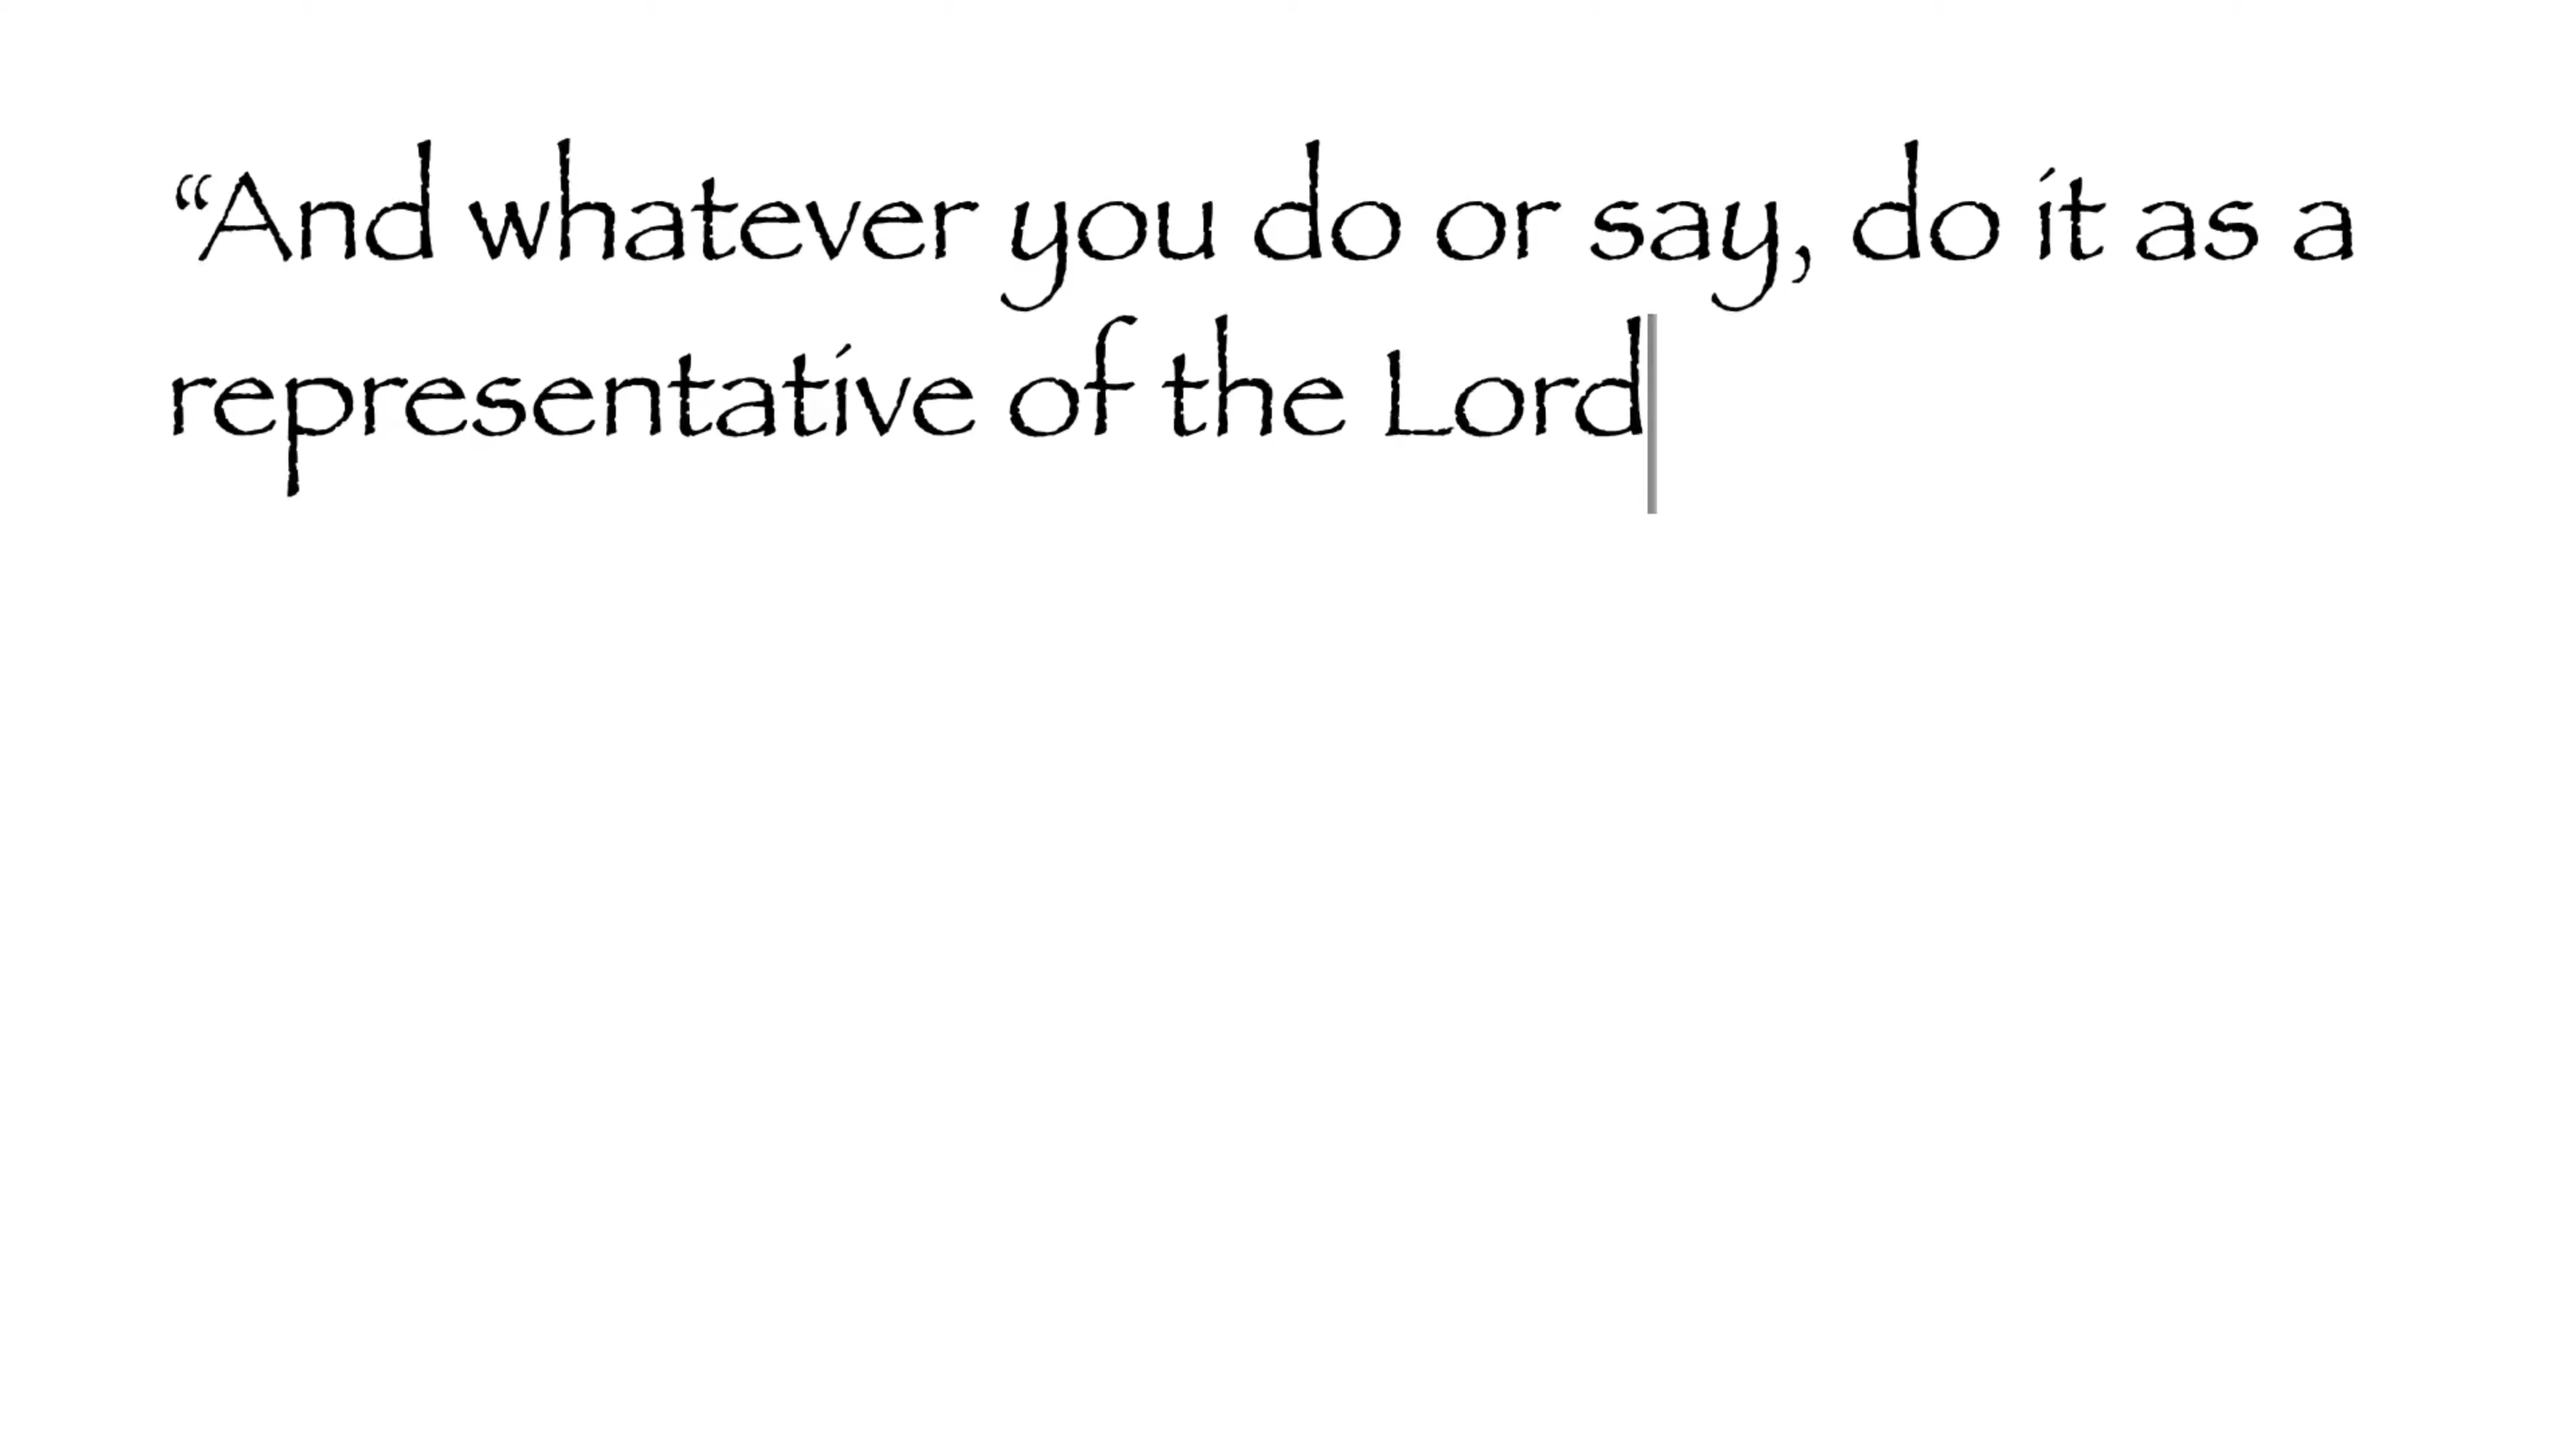 “And whatever you do or say, do it as a
representative of the Lord